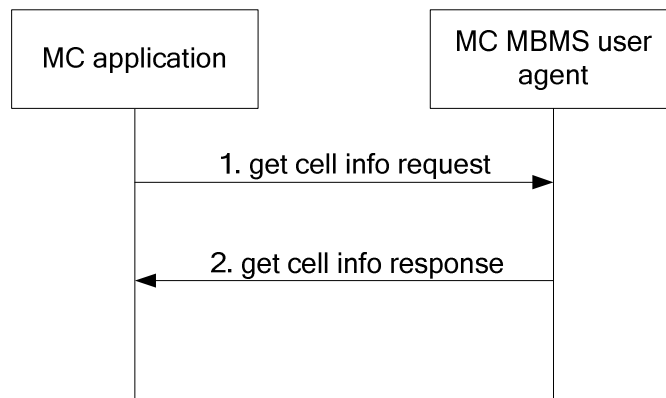 MC application
MC MBMS user
agent
1. get cell info request
2. get cell info response